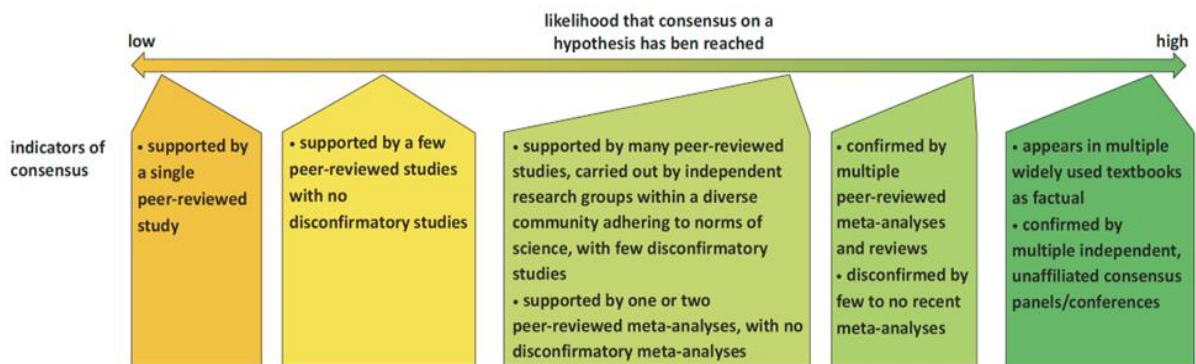 likelihood that consensus on a
low
hypothesis has ben reached
high
indicators of
consensus
• supported by
a single
peer-reviewed
study
• supported by a few
peer-reviewed studies
with no
disconfirmatory studies
• supported by many peer-reviewed
studies, carried out by independent
research groups within a diverse
community adhering to norms of
science, with few disconfirmatory
studies
• supported by one or two
peer-reviewed meta-analyses, with no
disconfirmatory meta-analyses
• confirmed by
multiple
peer-reviewed
meta-analyses
and reviews
• disconfirmed by
few to no recent
meta-analyses
• appears in multiple
widely used textbooks
as factual
• confirmed by
multiple independent,
unaffiliated consensus
panels/conferences